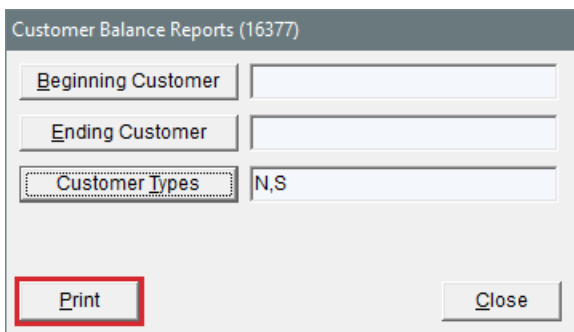 Customer Balance Reports (16377)
Beginning Customer
Ending Customer
Customer Types N,S
Print Close